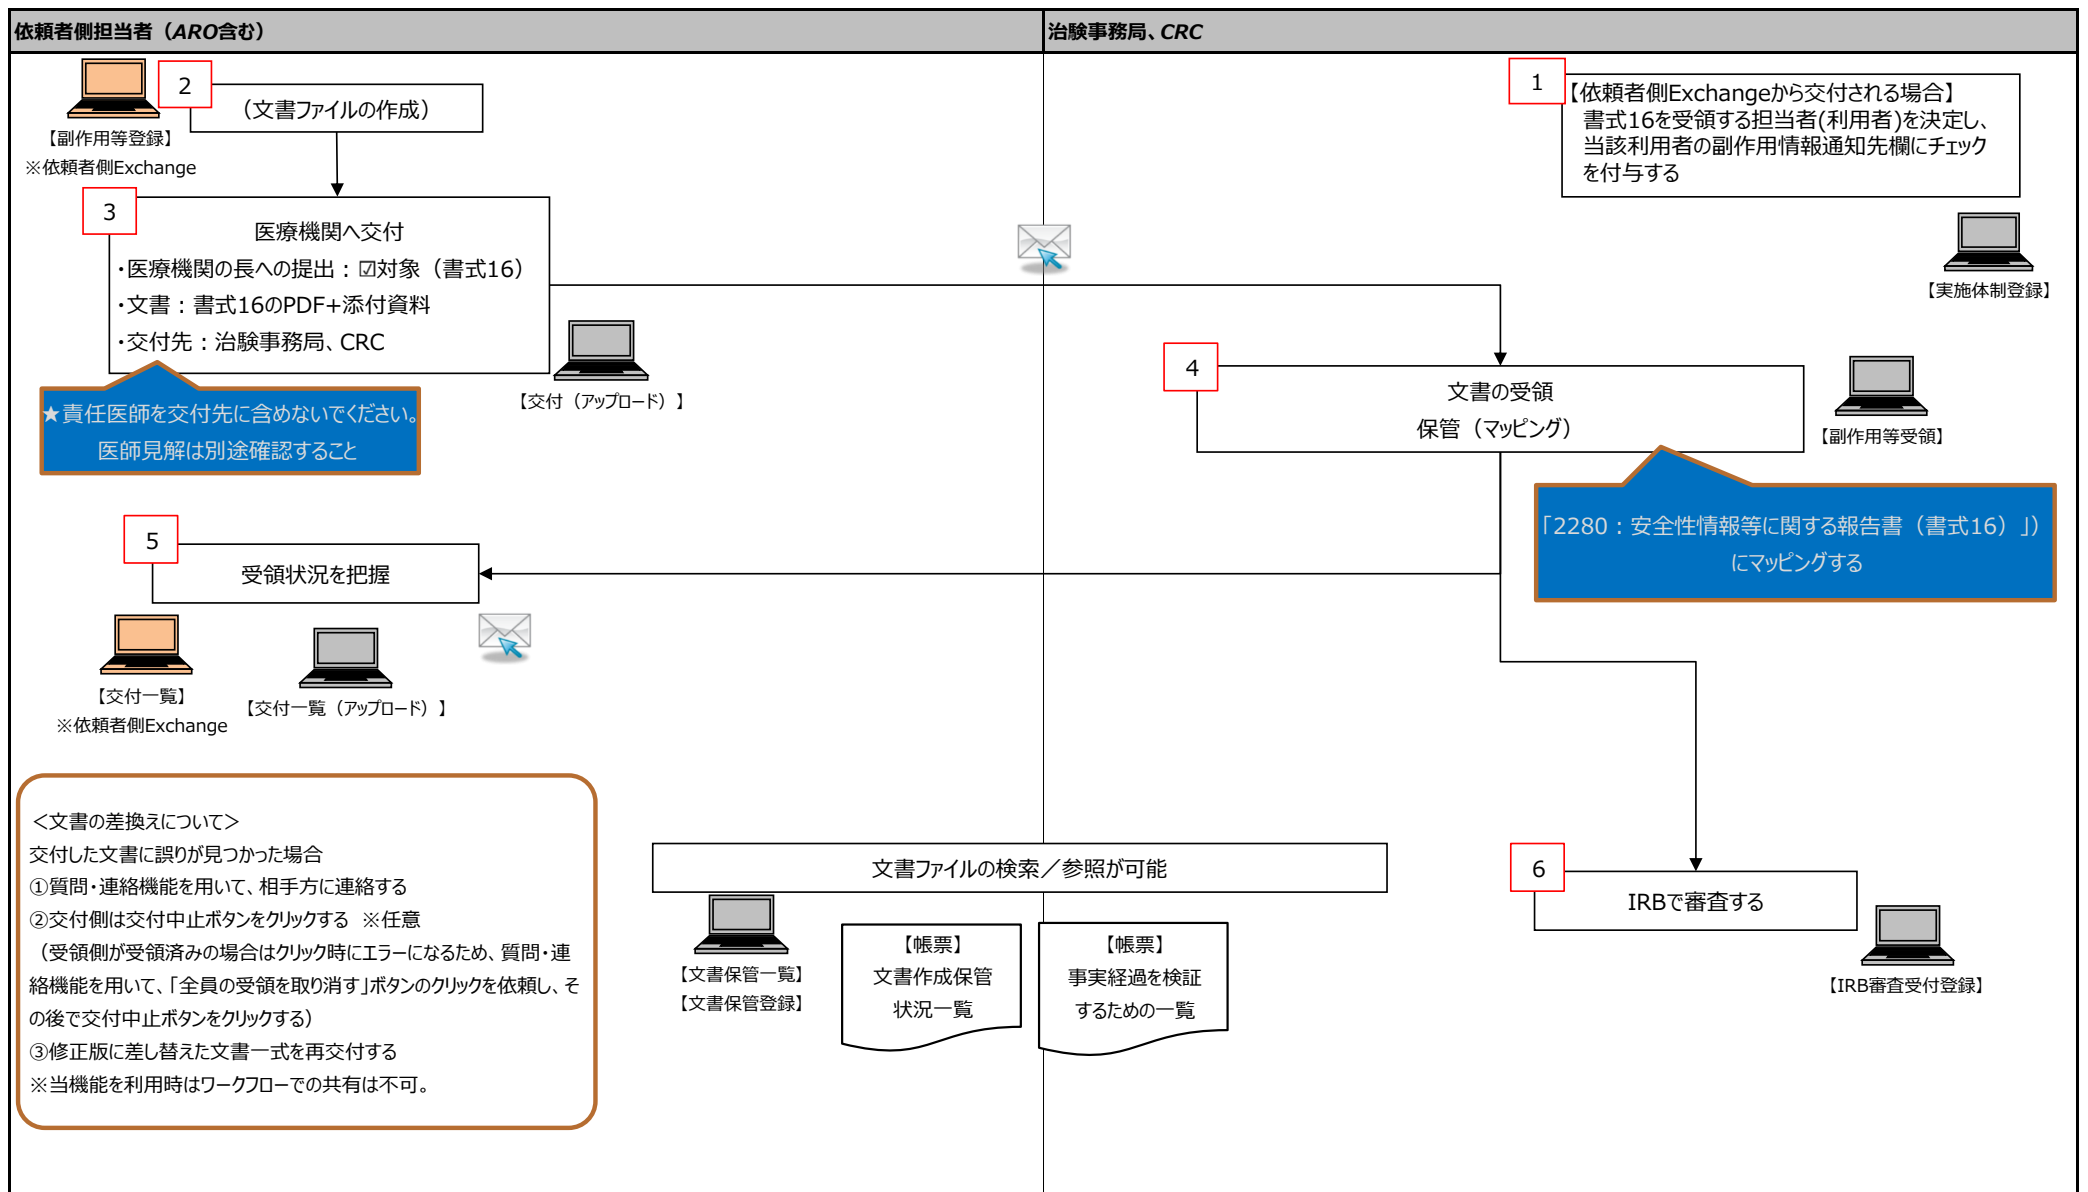 依頼者側担当者（ARO含む）
治験事務局、CRC
1
【依頼者側Exchangeから交付される場合】
書式16を受領する担当者(利用者)を決定し、
当該利用者の副作用情報通知先欄にチェック
を付与する
【実施体制登録】
2
（文書ファイルの作成）
【副作用等登録】
※依頼者側Exchange
3
医療機関へ交付
・医療機関の長への提出：☑対象（書式16）
・文書：書式16のPDF+添付資料
・交付先：治験事務局、CRC
【交付（アップロード）】
★責任医師を交付先に含めないでください。
医師見解は別途確認すること
4
文書の受領
保管（マッピング）
【副作用等受領】
「2280：安全性情報等に関する報告書（書式16）」）
にマッピングする
5
受領状況を把握
【交付一覧】
※依頼者側Exchange
【交付一覧（アップロード）】
＜文書の差換えについて＞
交付した文書に誤りが見つかった場合
①質問・連絡機能を用いて、相手方に連絡する
②交付側は交付中止ボタンをクリックする ※任意
（受領側が受領済みの場合はクリック時にエラーになるため、質問・連
絡機能を用いて、「全員の受領を取り消す」ボタンのクリックを依頼し、そ
の後で交付中止ボタンをクリックする）
③修正版に差し替えた文書一式を再交付する
※当機能を利用時はワークフローでの共有は不可。
文書ファイルの検索／参照が可能
【文書保管一覧】
【文書保管登録】
【帳票】
文書作成保管
状況一覧
【帳票】
事実経過を検証
するための一覧
6
IRBで審査する
【IRB審査受付登録】